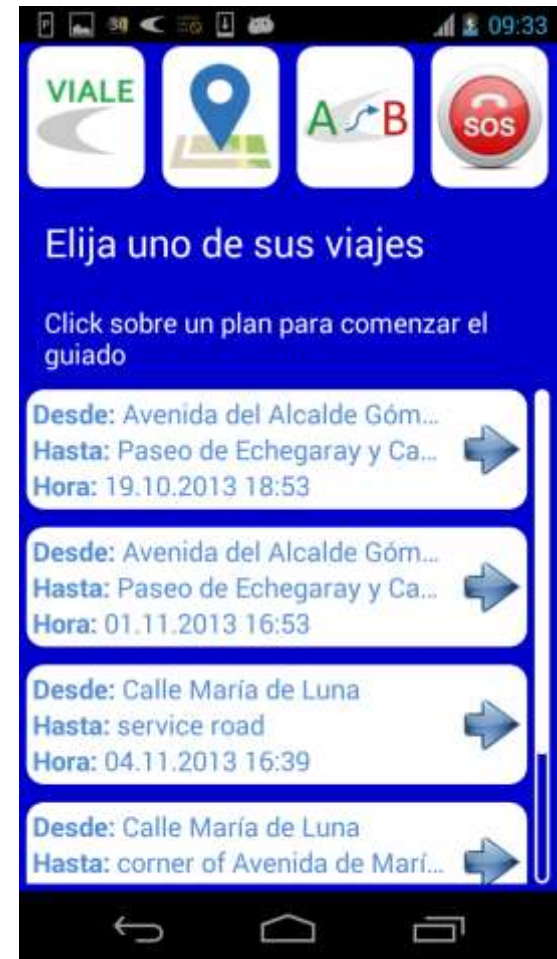 09:33
VIALE
A B
SOS
Elija uno de sus viajes
Click sobre un plan para comenzar el
guiado
Desde: Avenida del Alcalde Góm...
Hasta: Paseo de Echegaray y Ca...
Hora: 19.10.2013 18:53
Desde: Avenida del Alcalde Góm...
Hasta: Paseo de Echegaray y Ca...
Hora: 01.11.2013 16:53
Desde: Calle María de Luna
Hasta: service road
Hora: 04.11.2013 16:39
Desde: Calle María de Luna
Hasta: corner of Avenida de Marí...